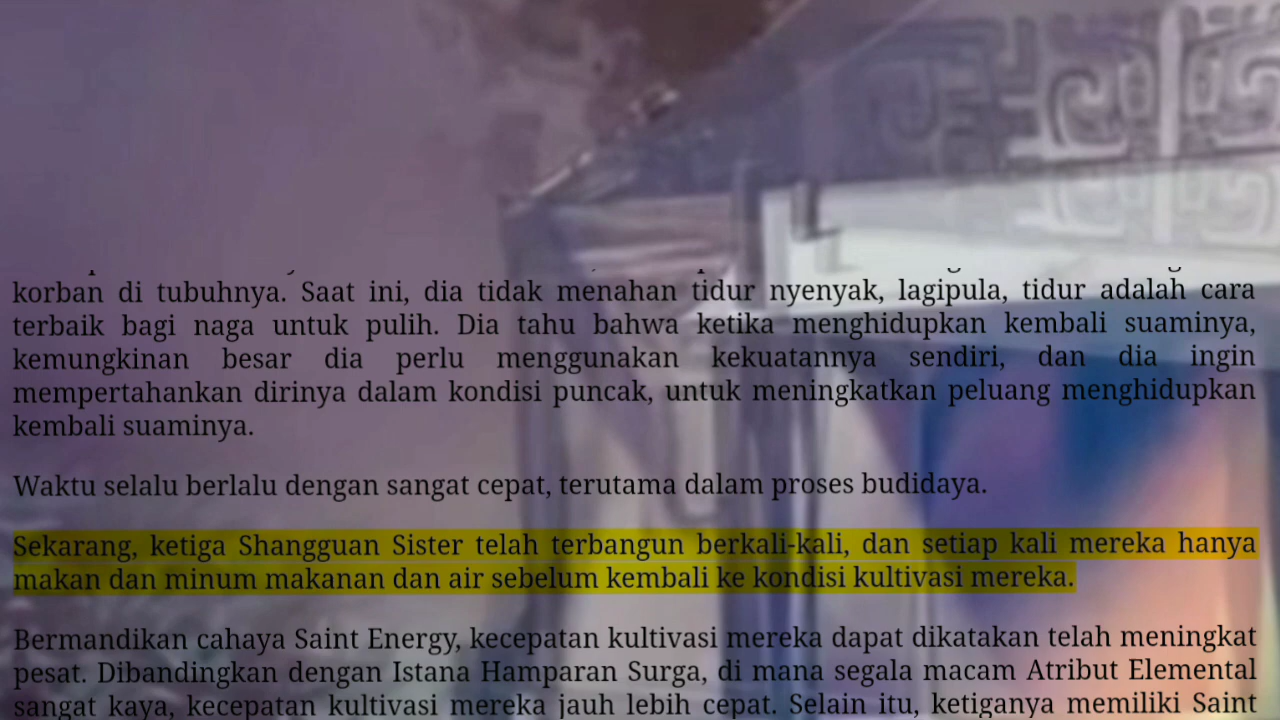 korban di tubuhnya. Saat ini, dia tidak menahan tidur nyenyak, lagipula, tidur adalah cara
terbaik bagi naga untuk pulih. Dia tahu bahwa ketika menghidupkan kembali suaminya,
kemungkinan besar dia perlu menggunakan kekuatannya sendiri, dan dia ingin
mempertahankan dirinya dalam kondisi puncak, untuk meningkatkan peluang menghidupkan
kembali suaminya.
Waktu selalu berlalu dengan sangat cepat, terutama dalam proses budidaya.
Sekarang, ketiga Shangguan Sister telah terbangun berkali-kali, dan setiap kali mereka hanya
makan dan minum makanan dan air sebelum kembali ke kondisi kultivasi mereka.
Bermandikan cahaya Saint Energy, kecepatan kultivasi mereka dapat dikatakan telah meningkat
pesat. Dibandingkan dengan Istana Hamparan Surga, di mana segala macam Atribut Elemental
sangat kaya, kecepatan kultivasi mereka jauh lebih cepat. Selain itu, ketiganya memiliki Saint